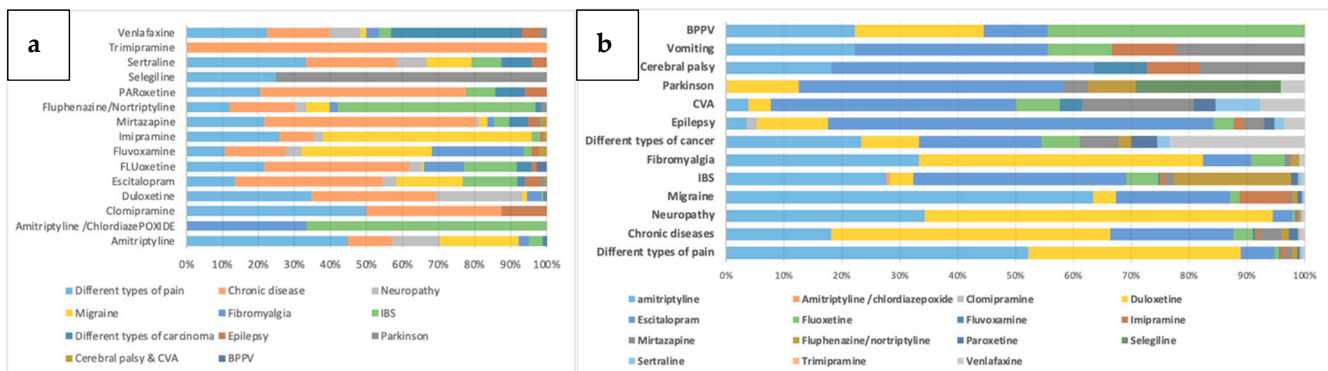 a
Venlafaxine
Trimipramine
Sertraline
Selegiline
PARoxetine
Fluphenazine/Nortriptyline
Mirtazapine
Imipramine
Fluvoxamine
FLUoxetine
Escitalopram
Duloxetine
Clomipramine
Amitriptyline /ChlordiazePOXIDE
Amitriptyline
0% 10% 20% 30% 40% 50% 60% 70% 80% 90% 100%
Different types of pain Chronic disease Neuropathy
Migraine Fibromyalgia IBS
Different types of carcinoma Epilepsy Parkinson
Cerebral palsy & CVA BPPV
b
BPPV
Vomiting
Cerebral palsy
Parkinson
CVA
Epilepsy
Different types of cancer
Fibromyalgia
IBS
Migraine
Neuropathy
Chronic diseases
Different types of pain
0% 10% 20% 30% 40% 50% 60% 70% 80% 90% 100%
amitriptyline Amitriptyline /chlordiazepoxide Clomipramine Duloxetine
Escitalopram Fluoxetine Fluvoxamine Imipramine
Mirtazapine Fluphenazine/nortriptyline Paroxetine Selegiline
Sertraline Trimipramine Venlafaxine